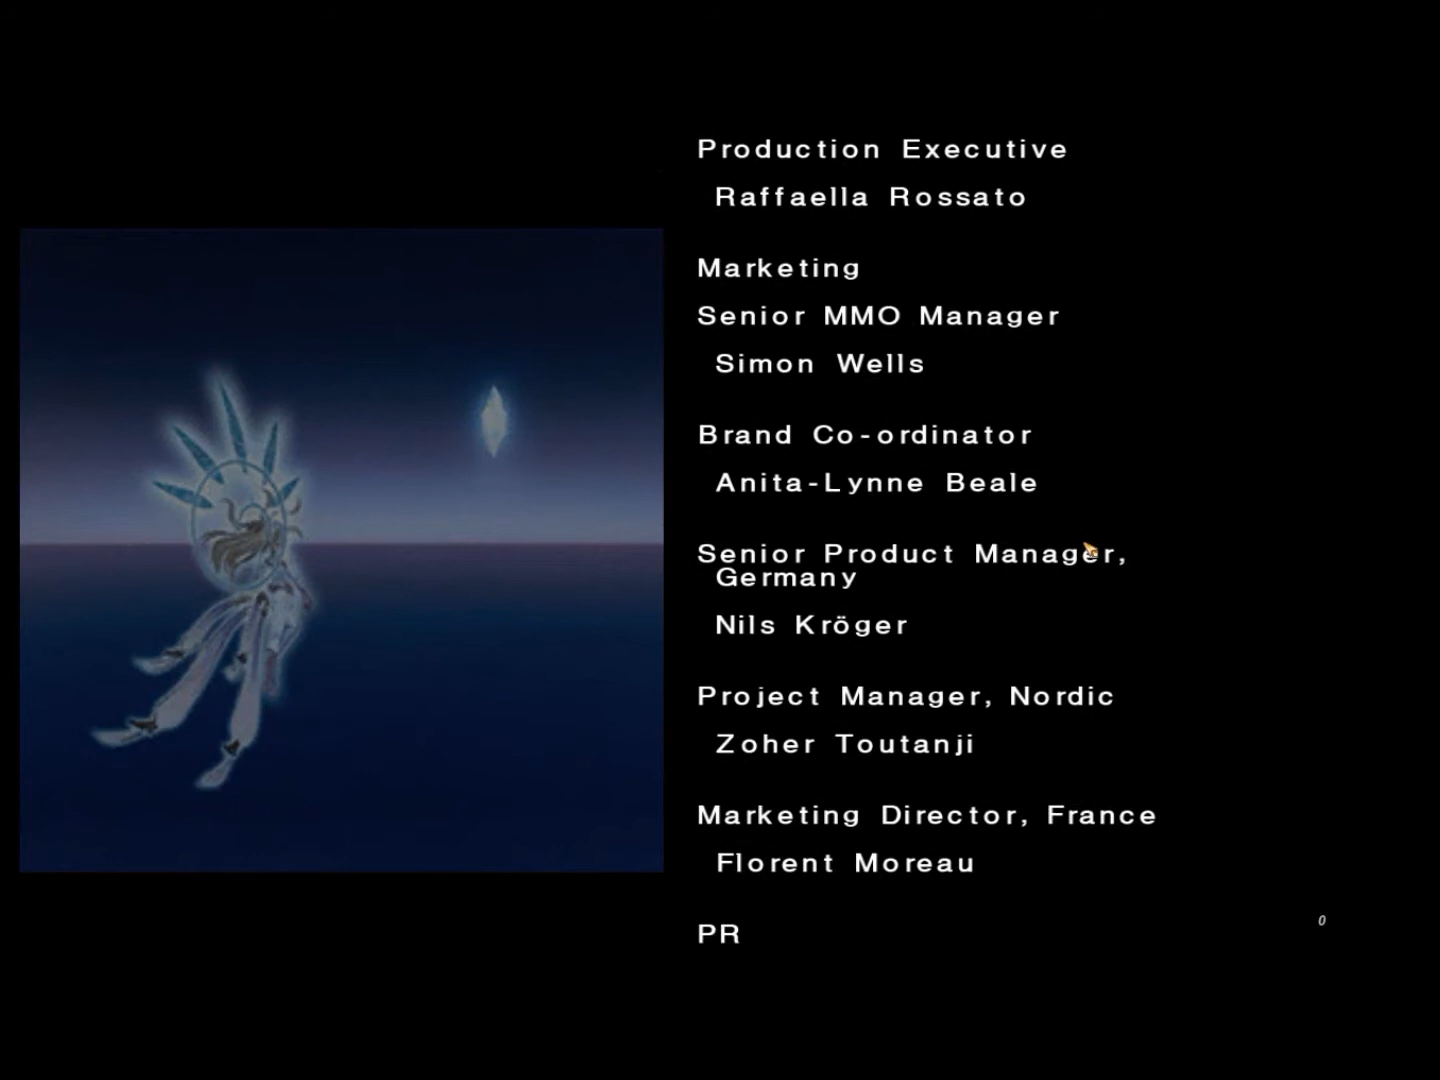 Production Executive
Raffaella Rossato
Marketing
Senior MMO Manager
Simon Wells
Brand Co-ordinator
Anita-Lynne Beale
Senior Product Manager,
Germany
Nils Kröger
Project Manager, Nordic
Zoher Toutanji
Marketing Director, France
Florent Moreau
0
PR